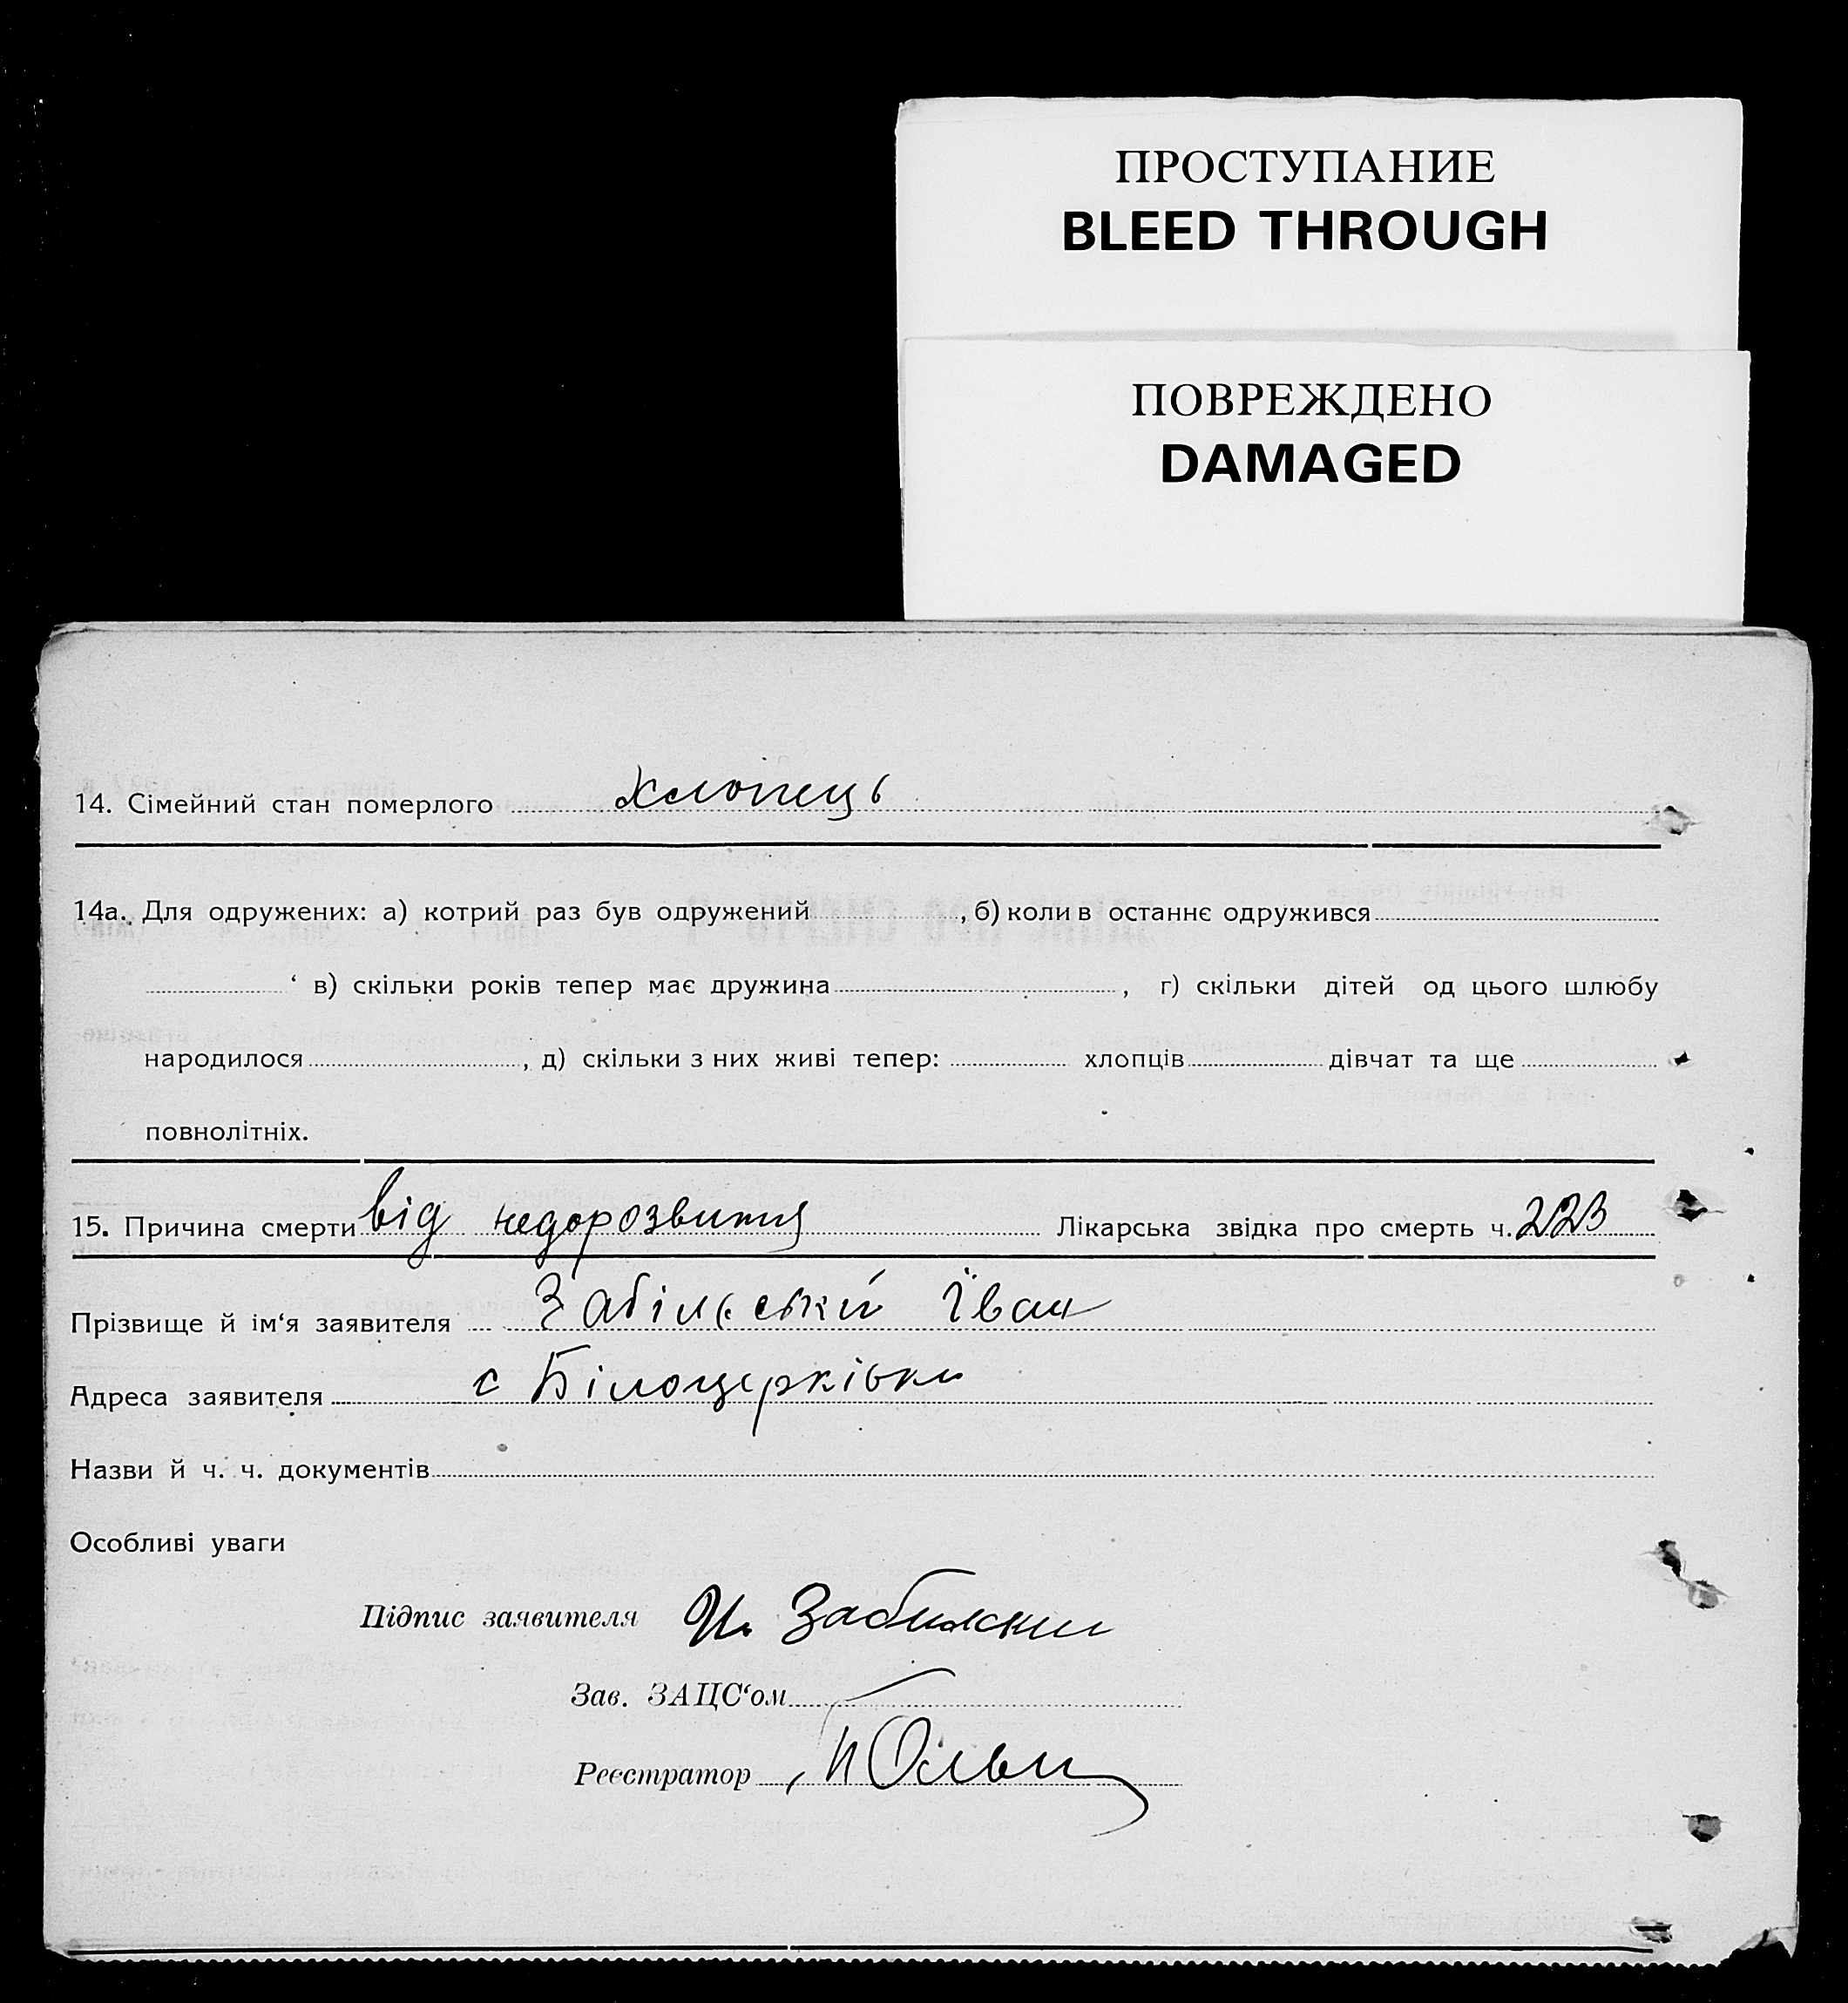 ПРОСТУПАНИЕ
BLEED THROUGH
ПОВРЕЖДЕНО
DAMAGED
14. Сімейний стан померлого хлопець
14а. Для одружених: а) котрий раз був одружений , б) коли в останнє одружився
‘ в) скільки років тепер має дружина , г) скільки дітей од цього шлюбу
народилося , д) скільки з них живі тепер: хлопців дівчат та ще
повнолітніх.
15. Причина смерти від недорозвитя Лікарська звідка про смерть ч. 223
Прізвище й ім‘я заявителя Забільский Іван
Адреса заявителя с Білоцерківка
Назви й ч. ч. документів
Особливі уваги
Підпис заявителя И. Забилский
Зав. ЗАЦС‘ом
Реєстратор